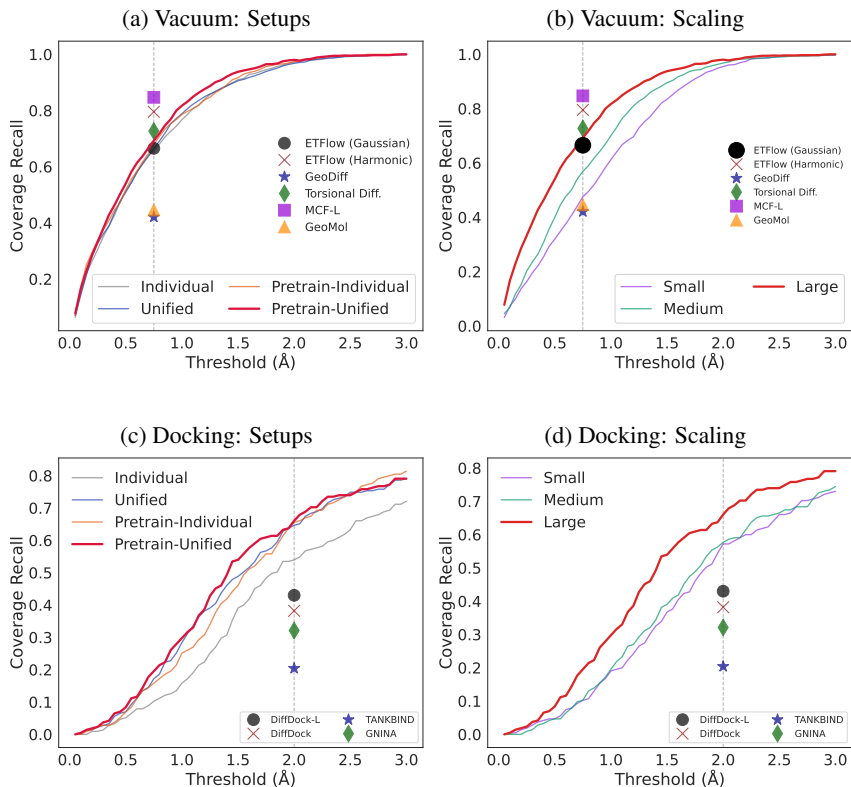 (a) Vacuum: Setups
Coverage Recall
1.0
0.8
0.6
0.4
0.2
ETFlow (Gaussian)
ETFlow (Harmonic)
GeoDiff
Torsional Diff.
MCF-L
GeoMol
Individual
Unified
Pretrain-Individual
Pretrain-Unified
0.0 0.5 1.0 1.5 2.0 2.5 3.0
Threshold (Å)
(b) Vacuum: Scaling
Coverage Recall
1.0
0.8
0.6
0.4
0.2
0.0
ETFlow (Gaussian)
ETFlow (Harmonic)
GeoDiff
Torsional Diff.
MCF-L
GeoMol
Small
Medium
Large
0.0 0.5 1.0 1.5 2.0 2.5 3.0
Threshold (Å)
(c) Docking: Setups
Coverage Recall
0.8
0.7
0.6
0.5
0.4
0.3
0.2
0.1
0.0
Individual
Unified
Pretrain-Individual
Pretrain-Unified
DiffDock-L
DiffDock
TANKBIND
GNINA
0.0 0.5 1.0 1.5 2.0 2.5 3.0
Threshold (Å)
(d) Docking: Scaling
Coverage Recall
0.8
0.7
0.6
0.5
0.4
0.3
0.2
0.1
0.0
Small
Medium
Large
DiffDock-L
DiffDock
TANKBIND
GNINA
0.0 0.5 1.0 1.5 2.0 2.5 3.0
Threshold (Å)